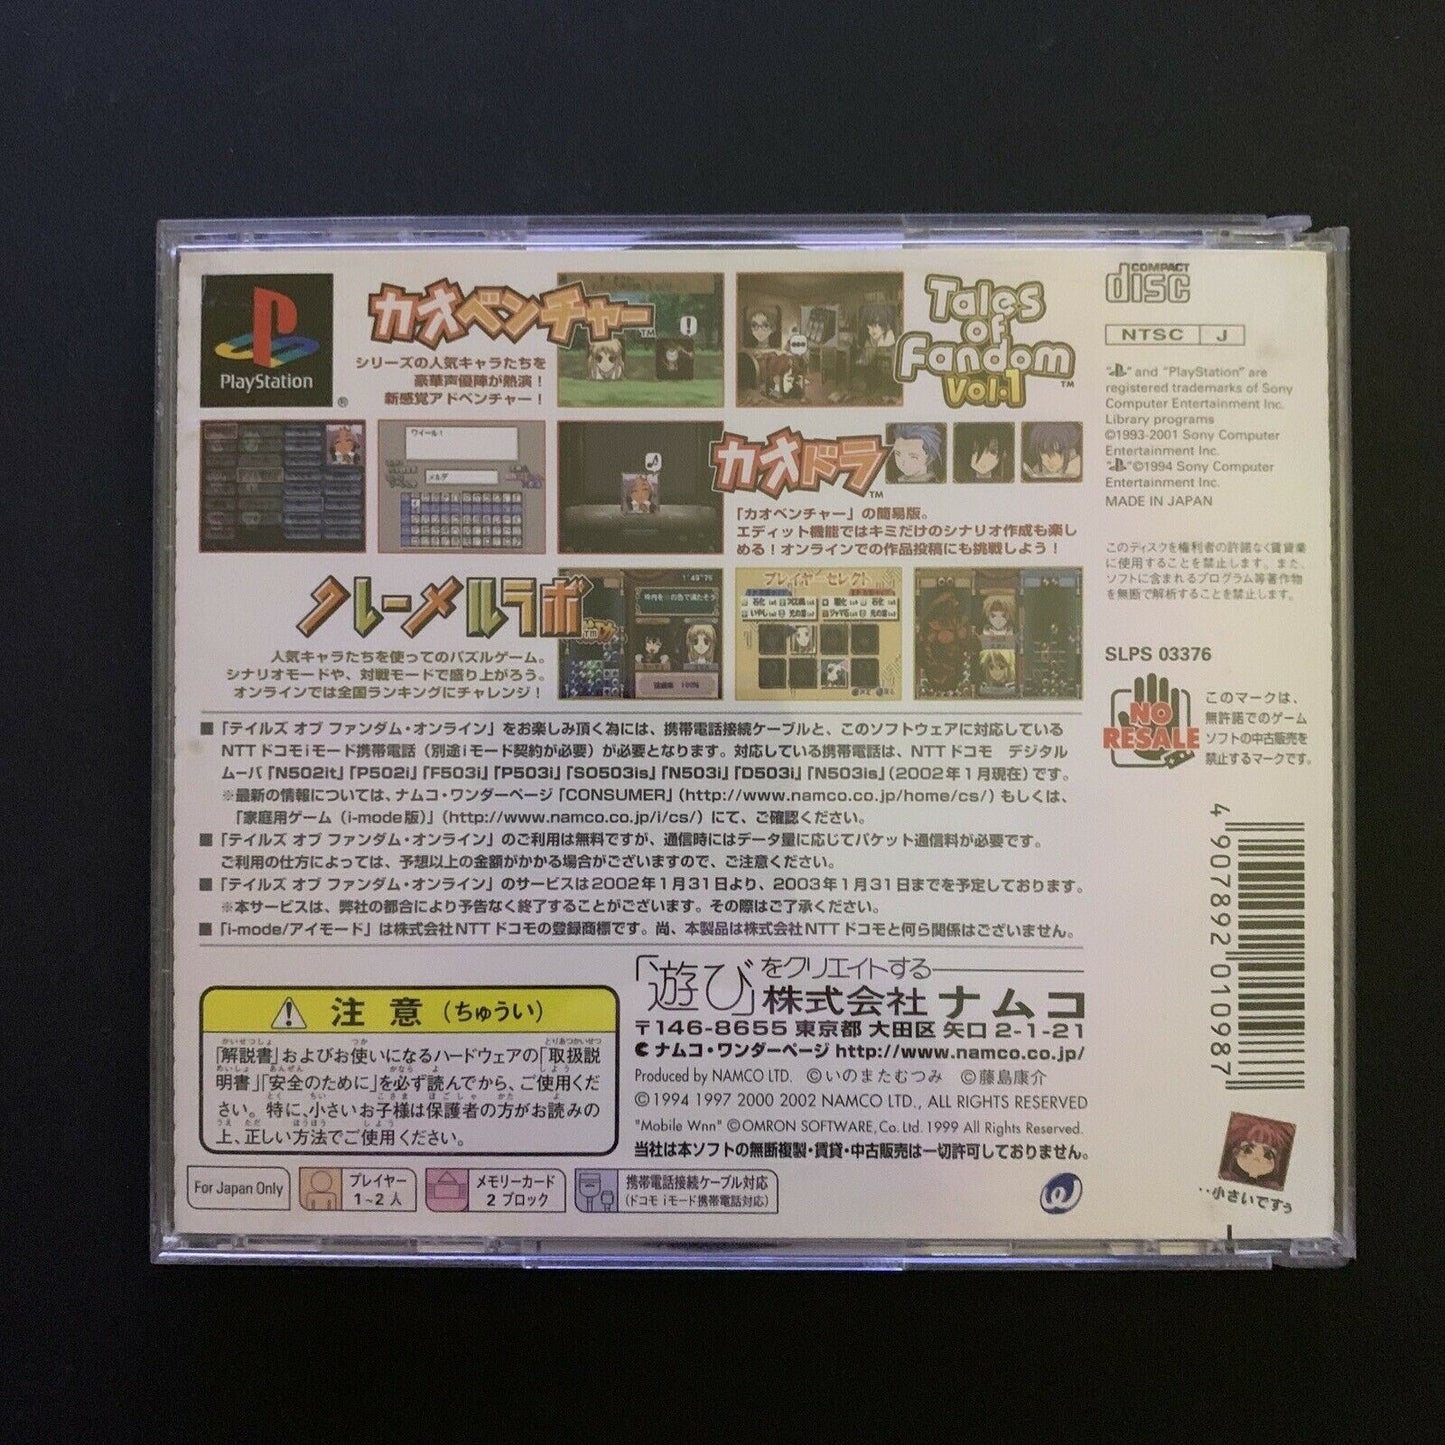 PlayStation
®
カオベンチャー™
シリーズの人気キャラたちを
豪華声優陣が熱演！
新感覚アドベンチャー！
Tales
of
Fandom
Vol.1™
COMPACT
disc
NTSC J
"PS" and "PlayStation" are
registered trademarks of Sony
Computer Entertainment Inc.
Library programs
©1993-2001 Sony Computer
Entertainment Inc.
"PS"©1994 Sony Computer
Entertainment Inc.
MADE IN JAPAN
ウイール！
メルダ
カオドラ™
「カオベンチャー」の簡易版。
エディット機能ではキミだけのシナリオ作成も楽し
める！オンラインでの作品投稿にも挑戦しよう！
このディスクを権利者の許諾なく賃貸業
に使用することを禁止します。また、
ソフトに含まれるプログラム等著作物
を無断で解析することを禁止します。
クレーメルラボ™
人気キャラたちを使ってのパズルゲーム。
シナリオモードや、対戦モードで盛り上がろう。
オンラインでは全国ランキングにチャレンジ！
1'49"75
プレイヤーセレクト
SLPS 03376
NO
RESALE
このマークは、
無許諾でのゲーム
ソフトの中古販売を
禁止するマークです。
■「テイルズ オブ ファンダム・オンライン」をお楽しみ頂く為には、携帯電話接続ケーブルと、このソフトウェアに対応している
NTTドコモiモード携帯電話（別途iモード契約が必要）が必要となります。対応している携帯電話は、NTTドコモ デジタル
ムーバ「N502it」「P502i」「F503i」「P503i」「SO503is」「N503i」「D503i」「N503is」（2002年1月現在）です。
※最新の情報については、ナムコ・ワンダーページ「CONSUMER」（http://www.namco.co.jp/home/cs/）もしくは、
「家庭用ゲーム（i-mode版）」（http://www.namco.co.jp/i/cs/）にて、ご確認ください。
■「テイルズ オブ ファンダム・オンライン」のご利用は無料ですが、通信時にはデータ量に応じてパケット通信料が必要です。
ご利用の仕方によっては、予想以上の金額がかかる場合がございますので、ご注意ください。
■「テイルズ オブ ファンダム・オンライン」のサービスは2002年1月31日より、2003年1月31日までを予定しております。
※本サービスは、弊社の都合により予告なく終了することがございます。その際はご了承ください。
■「i-mode/アイモード」は株式会社NTTドコモの登録商標です。尚、本製品は株式会社NTTドコモと何ら関係はございません。
4907892010987
注意（ちゅうい）
「解説書」およびお使いになるハードウェアの「取扱説
明書」「安全のために」を必ず読んでから、ご使用くだ
さい。特に、小さいお子様は保護者の方がお読みの
上、正しい方法でご使用ください。
「遊び」をクリエイトする
株式会社ナムコ
〒146-8655 東京都 大田区 矢口 2-1-21
ナムコ・ワンダーページ http://www.namco.co.jp/
Produced by NAMCO LTD. ©いのまたむつみ ©藤島康介
©1994 1997 2000 2002 NAMCO LTD., ALL RIGHTS RESERVED
"Mobile Wnn" ©OMRON SOFTWARE, Co. Ltd. 1999 All Rights Reserved.
当社は本ソフトの無断複製・賃貸・中古販売は一切許可しておりません。
For Japan Only
プレイヤー
1～2人
メモリーカード
2ブロック
携帯電話接続ケーブル対応
（ドコモ iモード携帯電話対応）
‥小さいですぅ